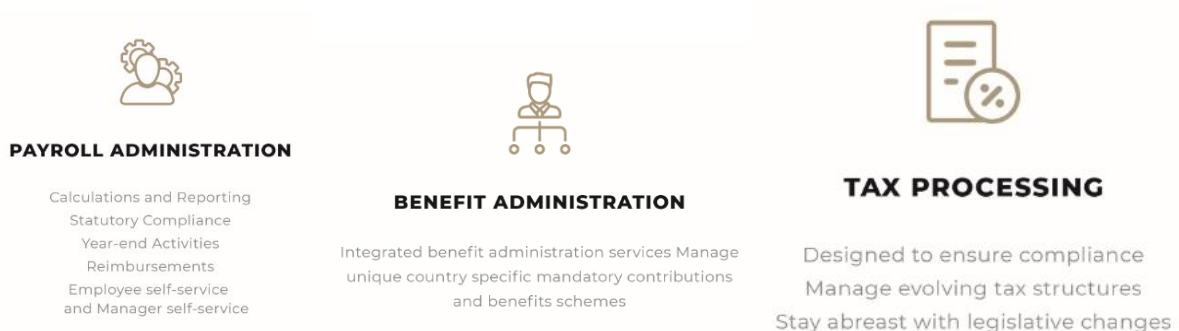 PAYROLL ADMINISTRATION
Calculations and Reporting
Statutory Compliance
Year-end Activities
Reimbursements
Employee self-service
and Manager self-service
BENEFIT ADMINISTRATION
Integrated benefit administration services Manage
unique country specific mandatory contributions
and benefits schemes
TAX PROCESSING
Designed to ensure compliance
Manage evolving tax structures
Stay abreast with legislative changes